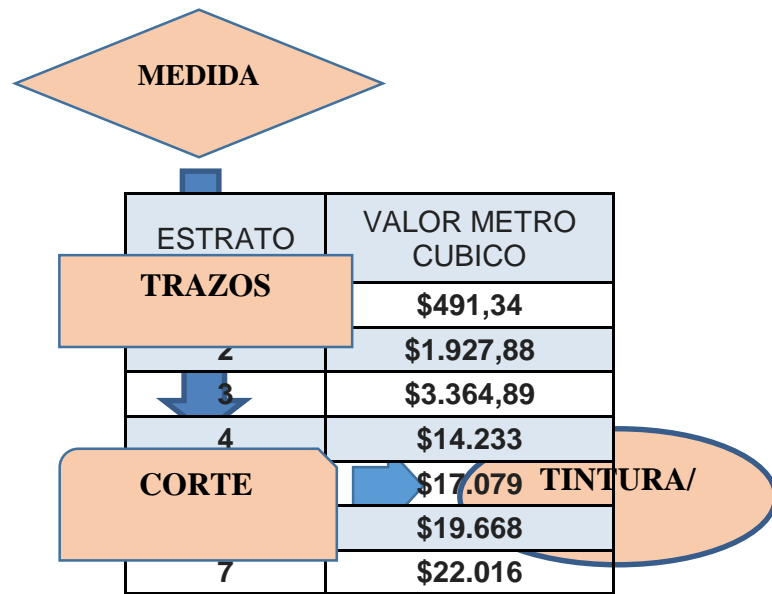 MEDIDA
ESTRATO
VALOR METRO
CUBICO
TRAZOS
$491,34
2 $1.927,88
3 $3.364,89
4 $14.233
CORTE
$17.079
TINTURA/
$19.668
7 $22.016